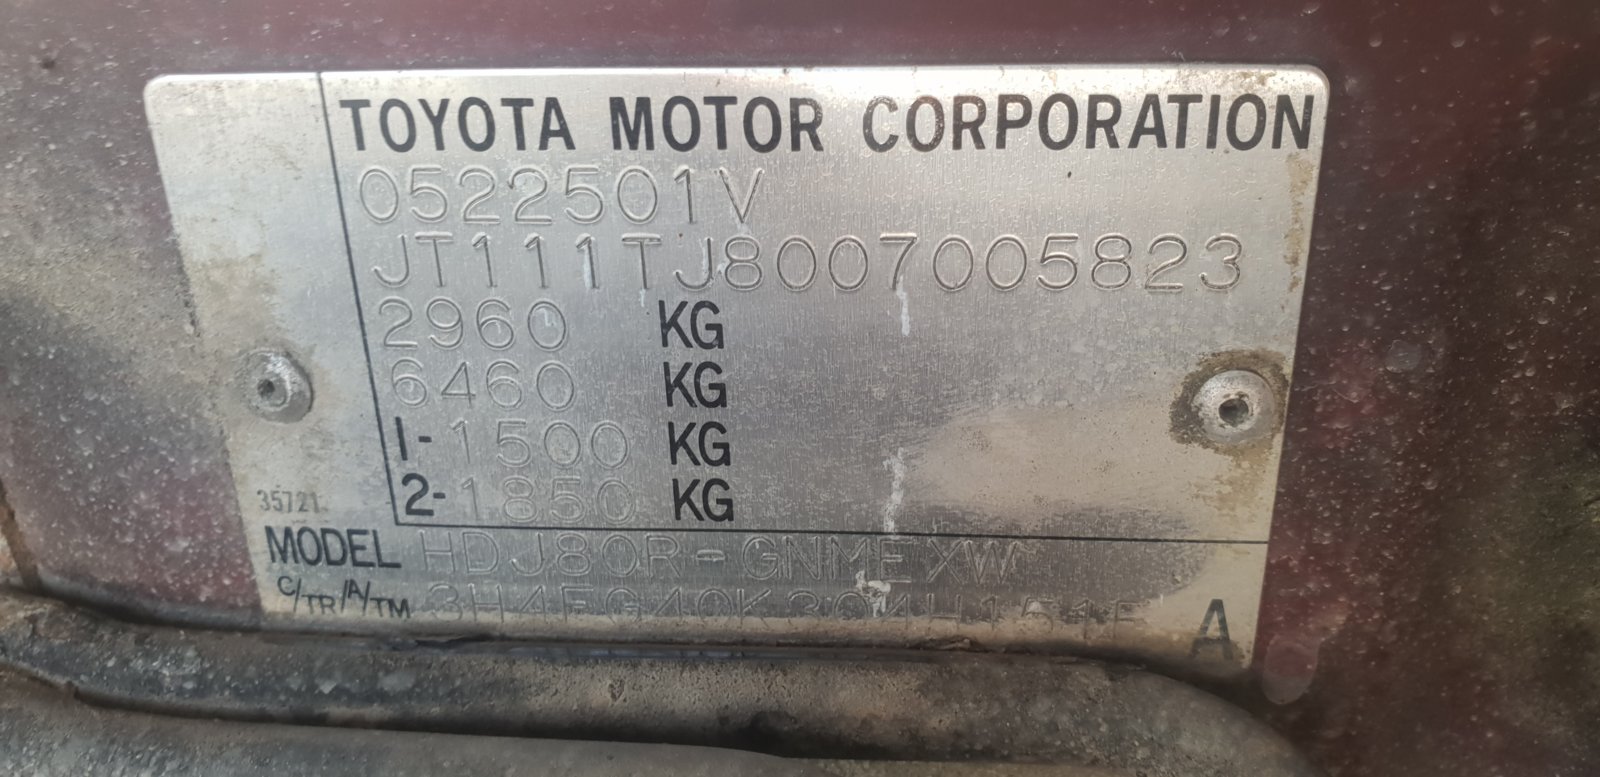 TOYOTA MOTOR CORPORATION
0522501V
JT111TJ8007005823
2960 KG
6460 KG
1- 1500 KG
2- 1850 KG
35721
MODEL HDJ80R-GNMEXW
C/TR/A/TM A